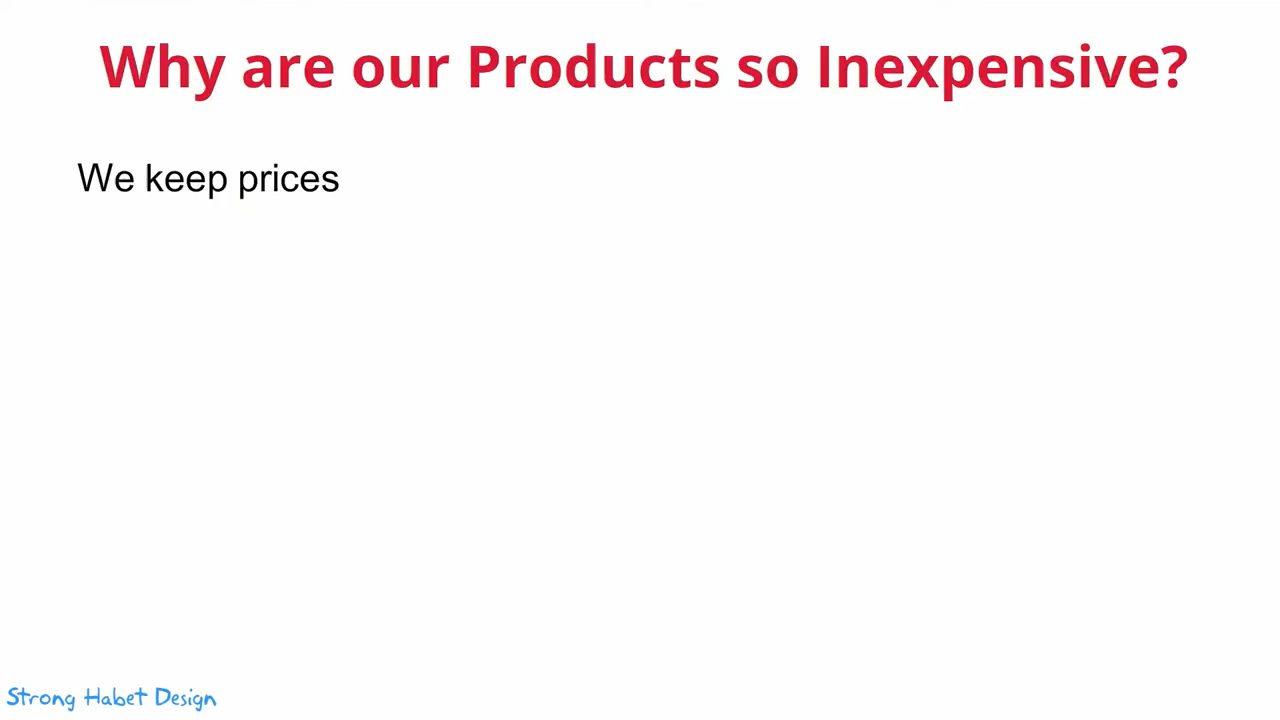 Why are our Products so Inexpensive?
We keep prices
Strong Habet Design